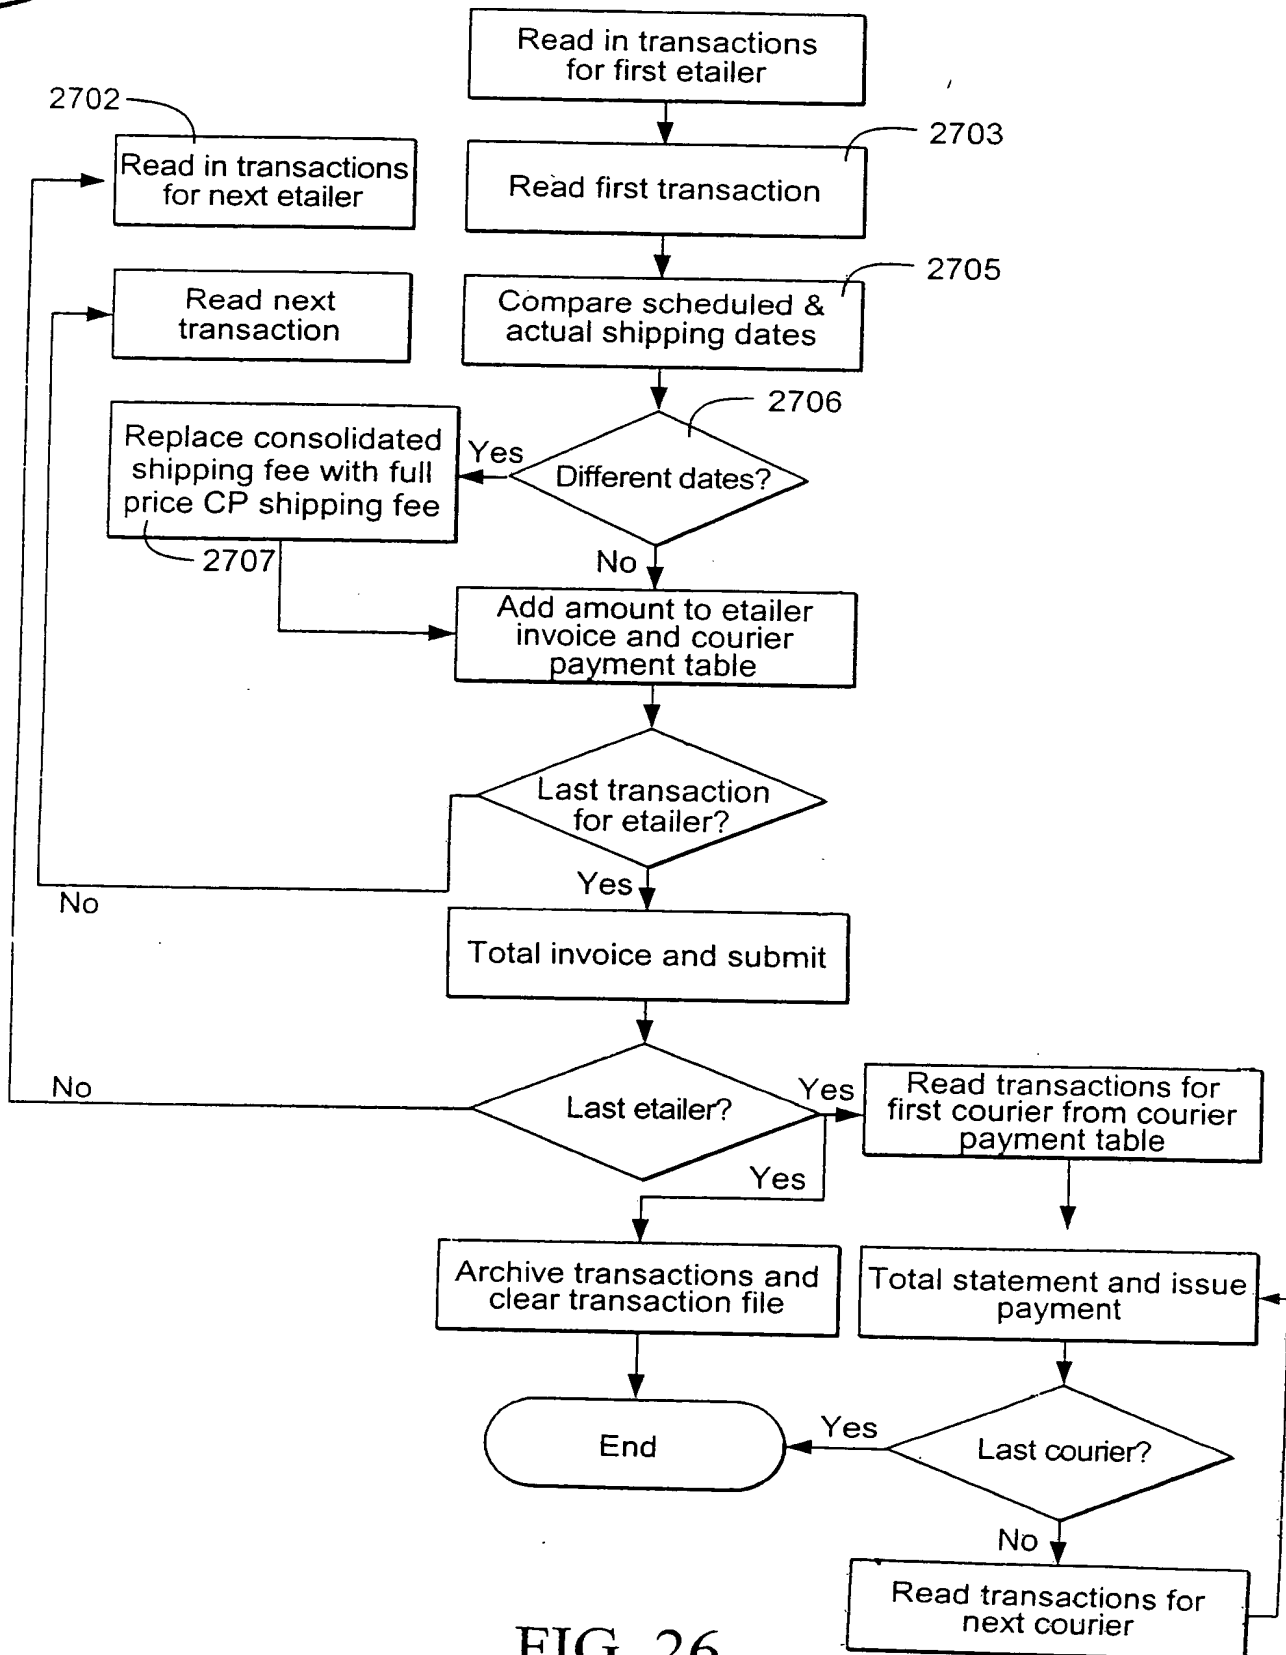 Read in transactions
for first etailer
2702
2703
Read in transactions
for next etailer
Read first transaction
2705
Read next
transaction
Compare scheduled &
actual shipping dates
2706
Replace consolidated
shipping fee with full
price CP shipping fee
Yes
Different dates?
2707
No
Add amount to etailer
invoice and courier
payment table
Last transaction
for etailer?
Yes
No
Total invoice and submit
No
Last etailer?
Yes
Read transactions for
first courier from courier
payment table
Yes
Archive transactions and
clear transaction file
Total statement and issue
payment
End
Yes
Last courier?
No
Read transactions for
next courier
FIG. 26